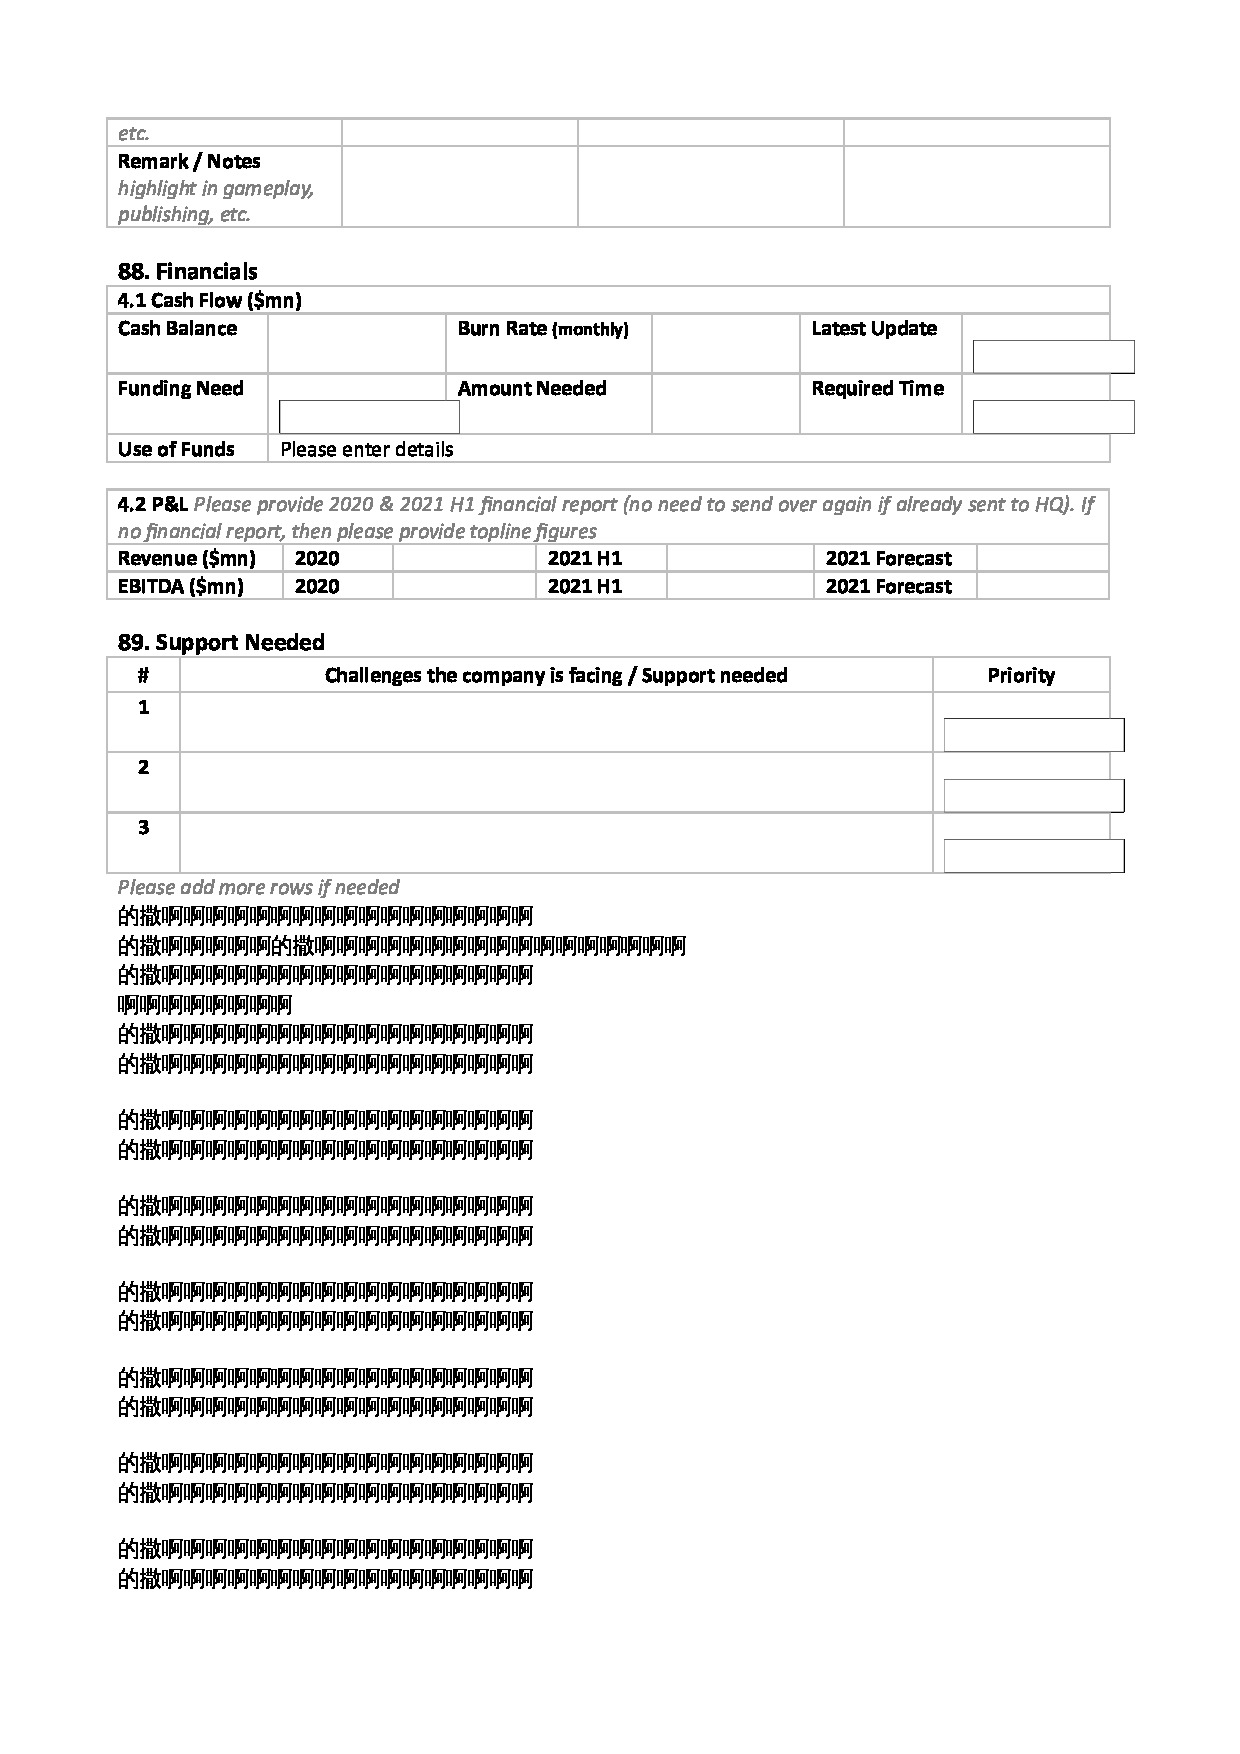 etc.
Remark / Notes
highlight in gameplay,
publishing, etc.
88. Financials
4.1 Cash Flow ($mn)
Cash Balance Burn Rate (monthly) Latest Update
Funding Need Amount Needed Required Time
Use of Funds Please enter details
4.2 P&L Please provide 2020 & 2021 H1 financial report (no need to send over again if already sent to HQ). If
no financial report, then please provide topline figures
Revenue ($mn) 2020 2021 H1 2021 Forecast
EBITDA ($mn) 2020 2021 H1 2021 Forecast
89. Support Needed
# Challenges the company is facing / Support needed Priority
1
2
3
Please add more rows if needed
的撒啊啊啊啊啊啊啊啊啊啊啊啊啊啊啊啊啊
的撒啊啊啊啊啊的撒啊啊啊啊啊啊啊啊啊啊啊啊啊啊啊啊啊
的撒啊啊啊啊啊啊啊啊啊啊啊啊啊啊啊啊啊
啊啊啊啊啊啊啊啊
的撒啊啊啊啊啊啊啊啊啊啊啊啊啊啊啊啊啊
的撒啊啊啊啊啊啊啊啊啊啊啊啊啊啊啊啊啊
的撒啊啊啊啊啊啊啊啊啊啊啊啊啊啊啊啊啊
的撒啊啊啊啊啊啊啊啊啊啊啊啊啊啊啊啊啊
的撒啊啊啊啊啊啊啊啊啊啊啊啊啊啊啊啊啊
的撒啊啊啊啊啊啊啊啊啊啊啊啊啊啊啊啊啊
的撒啊啊啊啊啊啊啊啊啊啊啊啊啊啊啊啊啊
的撒啊啊啊啊啊啊啊啊啊啊啊啊啊啊啊啊啊
的撒啊啊啊啊啊啊啊啊啊啊啊啊啊啊啊啊啊
的撒啊啊啊啊啊啊啊啊啊啊啊啊啊啊啊啊啊
的撒啊啊啊啊啊啊啊啊啊啊啊啊啊啊啊啊啊
的撒啊啊啊啊啊啊啊啊啊啊啊啊啊啊啊啊啊
的撒啊啊啊啊啊啊啊啊啊啊啊啊啊啊啊啊啊
的撒啊啊啊啊啊啊啊啊啊啊啊啊啊啊啊啊啊